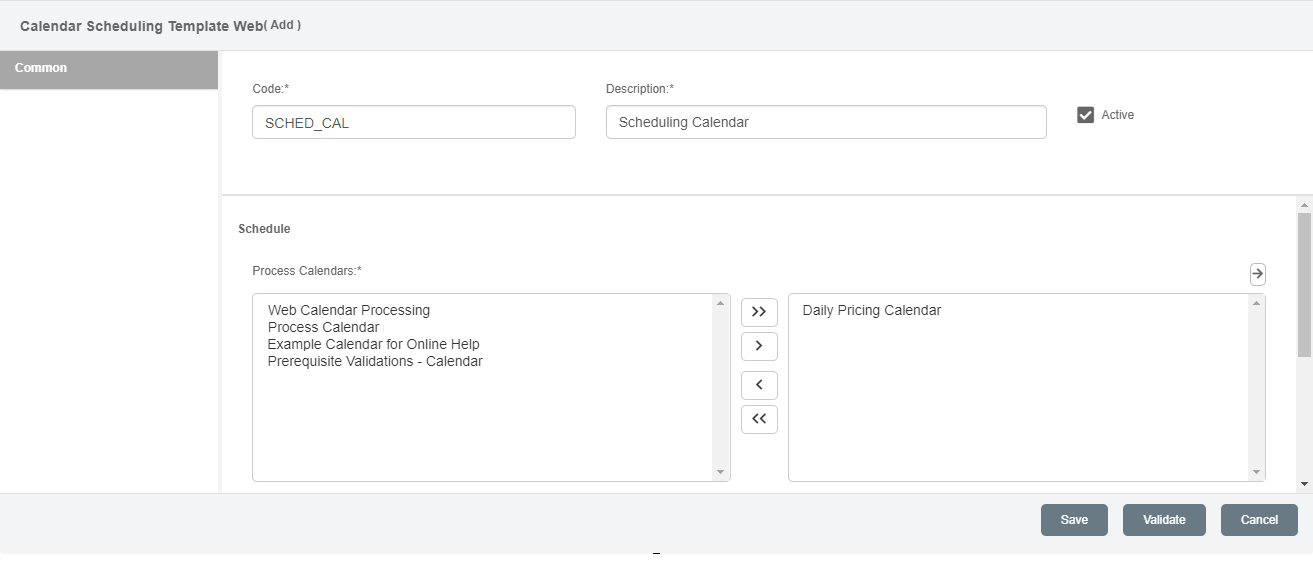 Calendar Scheduling Template Web( Add )
Common
Code:*
Description:*
SCHED_CAL
Scheduling Calendar
Active
Schedule
Process Calendars:*
Web Calendar Processing
Process Calendar
Example Calendar for Online Help
Prerequisite Validations - Calendar
>>
>
<
<<
Daily Pricing Calendar
Save
Validate
Cancel